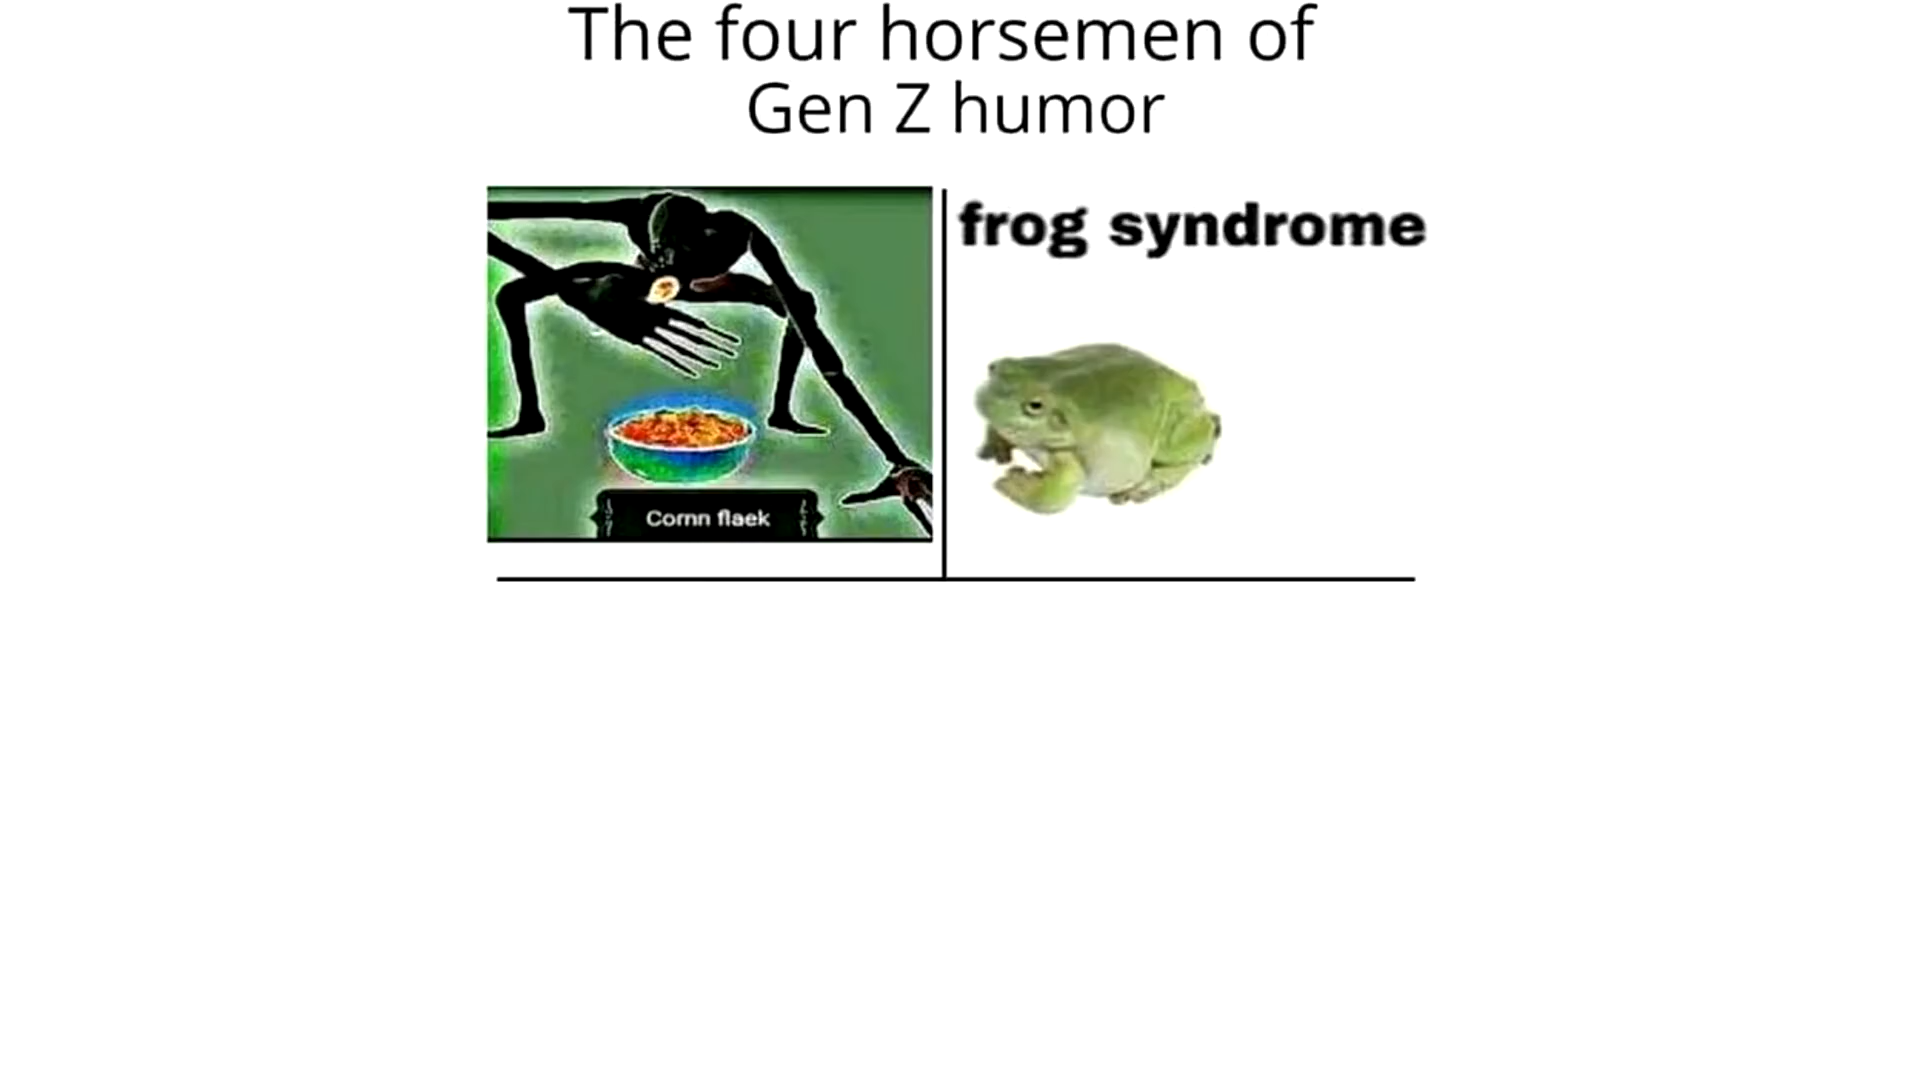 The four horsemen of
Gen Z humor
frog syndrome
Cornn flaek